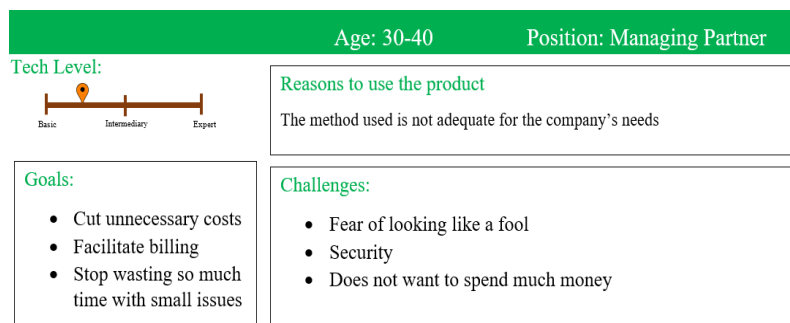 Age: 30-40 Position: Managing Partner
Tech Level:
Basic Intermediary Expert
Reasons to use the product
The method used is not adequate for the company’s needs
Goals:
• Cut unnecessary costs
• Facilitate billing
• Stop wasting so much
time with small issues
Challenges:
• Fear of looking like a fool
• Security
• Does not want to spend much money